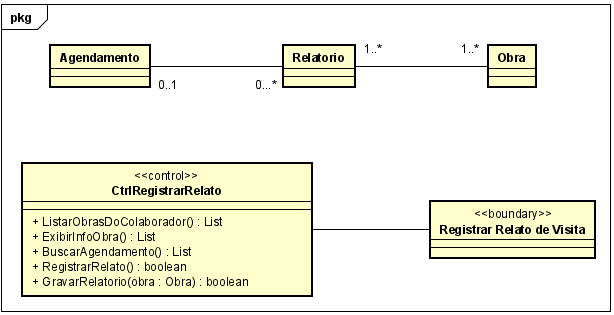 pkg
Agendamento
Relatorio
Obra
0..1
0...*
1..*
1..*
<<control>>
CtrlRegistrarRelato
+ ListarObrasDoColaborador() : List
+ ExibirInfoObra() : List
+ BuscarAgendamento() : List
+ RegistrarRelato() : boolean
+ GravarRelatorio(obra : Obra) : boolean
<<boundary>>
Registrar Relato de Visita